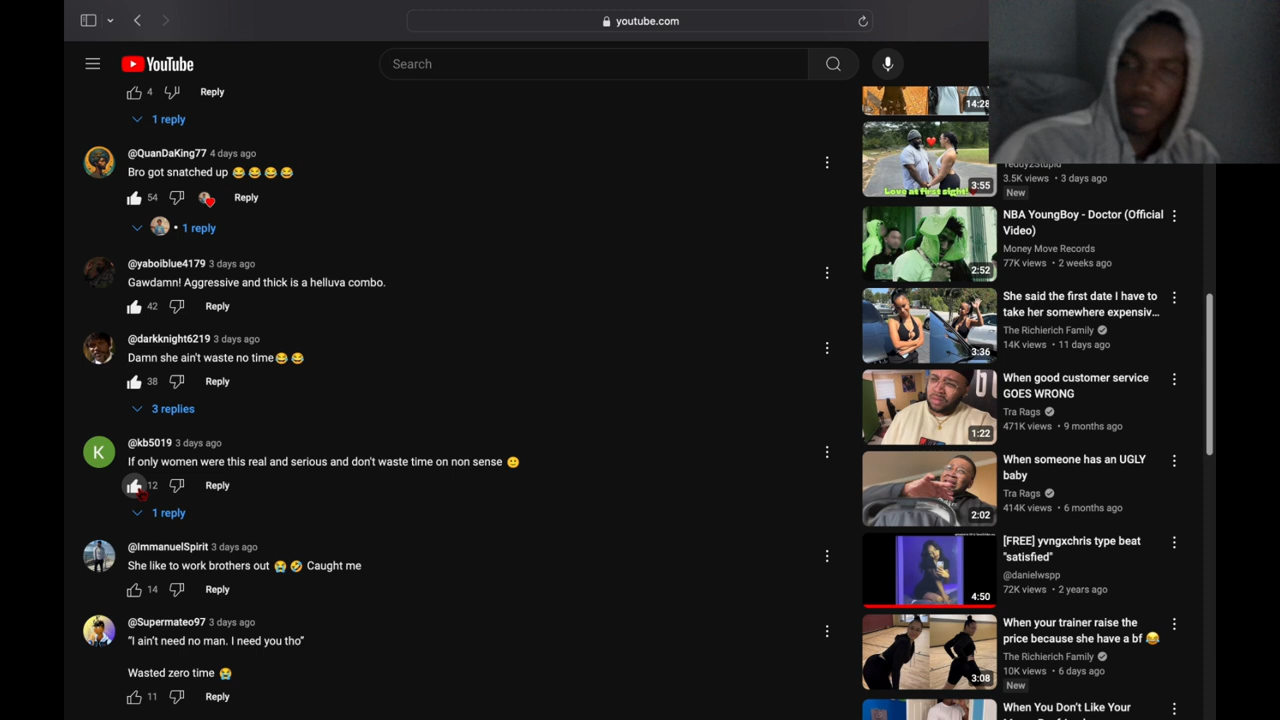 youtube.com
YouTube
Search
4 Reply
1 reply
@QuanDaKing77 4 days ago
Bro got snatched up 😂 😂 😂 😂
54 Reply
• 1 reply
@yaboiblue4179 3 days ago
Gawdamn! Aggressive and thick is a helluva combo.
42 Reply
@darkknight6219 3 days ago
Damn she ain't waste no time😂 😂
38 Reply
3 replies
K
@kb5019 3 days ago
If only women were this real and serious and don't waste time on non sense 🙂
12 Reply
1 reply
@ImmanuelSpirit 3 days ago
She like to work brothers out 😭 🤣 Caught me
14 Reply
@Supermateo97 3 days ago
“I ain't need no man. I need you tho”
Wasted zero time 😭
11 Reply
14:28
Love at first sight!
3:55
Teddy2Stupid
3.5K views • 3 days ago
New
2:52
NBA YoungBoy - Doctor (Official
Video)
Money Move Records
77K views • 2 weeks ago
3:36
She said the first date I have to
take her somewhere expensiv...
The Richierich Family
14K views • 11 days ago
1:22
When good customer service
GOES WRONG
Tra Rags
471K views • 9 months ago
2:02
When someone has an UGLY
baby
Tra Rags
414K views • 6 months ago
4:50
[FREE] yvngxchris type beat
"satisfied"
@danielwspp
72K views • 2 years ago
3:08
When your trainer raise the
price because she have a bf 😂
The Richierich Family
10K views • 6 days ago
New
When You Don't Like Your